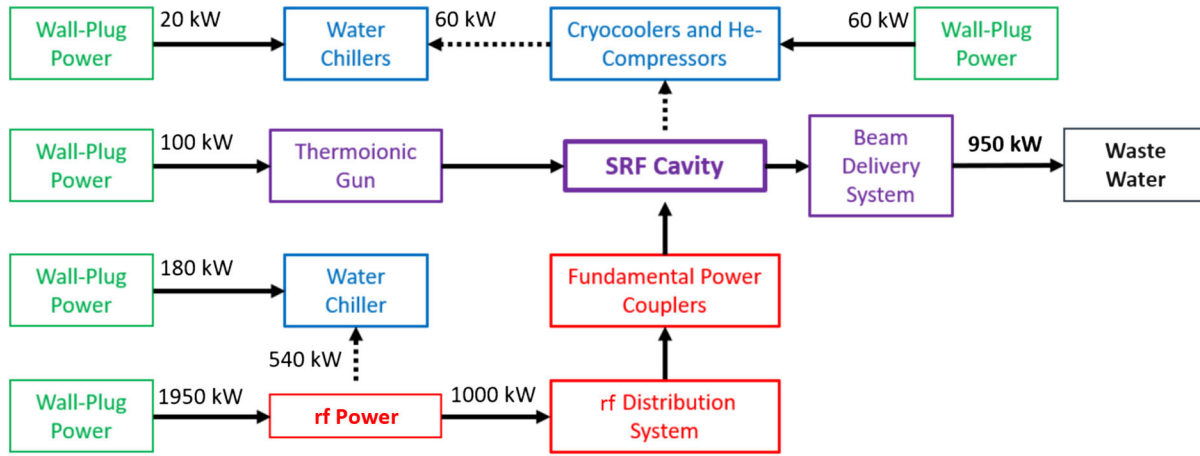 Wall-Plug
Power
20 kW
Water
Chillers
60 kW
Cryocoolers and He-
Compressors
60 kW
Wall-Plug
Power
Wall-Plug
Power
100 kW
Thermoionic
Gun
SRF Cavity
Beam
Delivery
System
950 kW
Waste
Water
Wall-Plug
Power
180 kW
Water
Chiller
Fundamental Power
Couplers
540 kW
Wall-Plug
Power
1950 kW
rf Power
1000 kW
rf Distribution
System